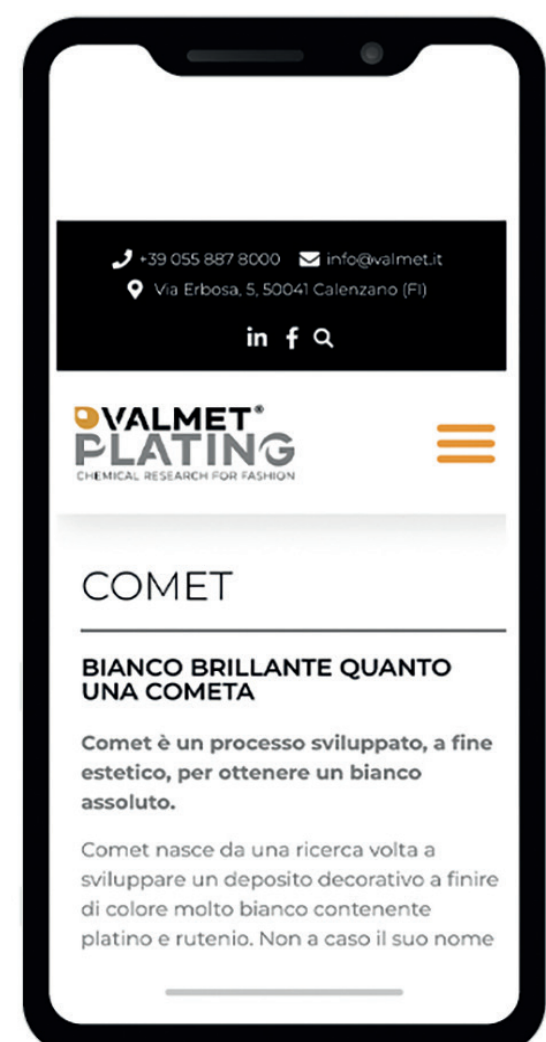 +39 055 887 8000 info@valmet.it
Via Erbosa, 5, 50041 Calenzano (FI)
in f
VALMET®
PLATING
CHEMICAL RESEARCH FOR FASHION
COMET
BIANCO BRILLANTE QUANTO
UNA COMETA
Comet è un processo sviluppato, a fine
estetico, per ottenere un bianco
assoluto.
Comet nasce da una ricerca volta a
sviluppare un deposito decorativo a finire
di colore molto bianco contenente
platino e rutenio. Non a caso il suo nome